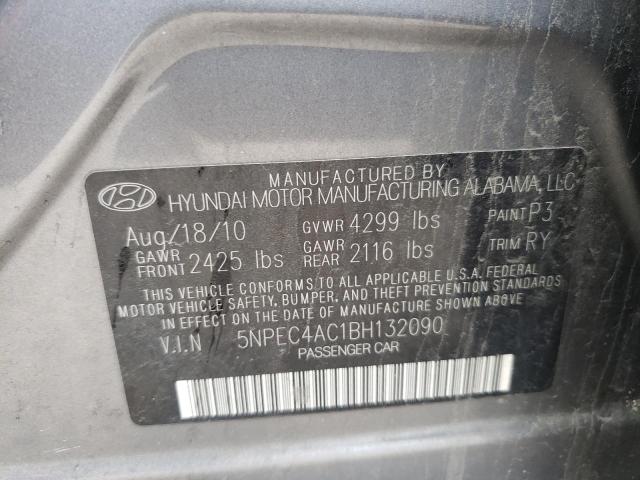 MANUFACTURED BY
HYUNDAI MOTOR MANUFACTURING ALABAMA, LLC
Aug/18/10 GVWR 4299 lbs PAINT P3
GAWR FRONT 2425 lbs GAWR REAR 2116 lbs TRIM RY
THIS VEHICLE CONFORMS TO ALL APPLICABLE U.S.A. FEDERAL
MOTOR VEHICLE SAFETY, BUMPER, AND THEFT PREVENTION STANDARDS
IN EFFECT ON THE DATE OF MANUFACTURE SHOWN ABOVE
V.I.N 5NPEC4AC1BH132090
PASSENGER CAR